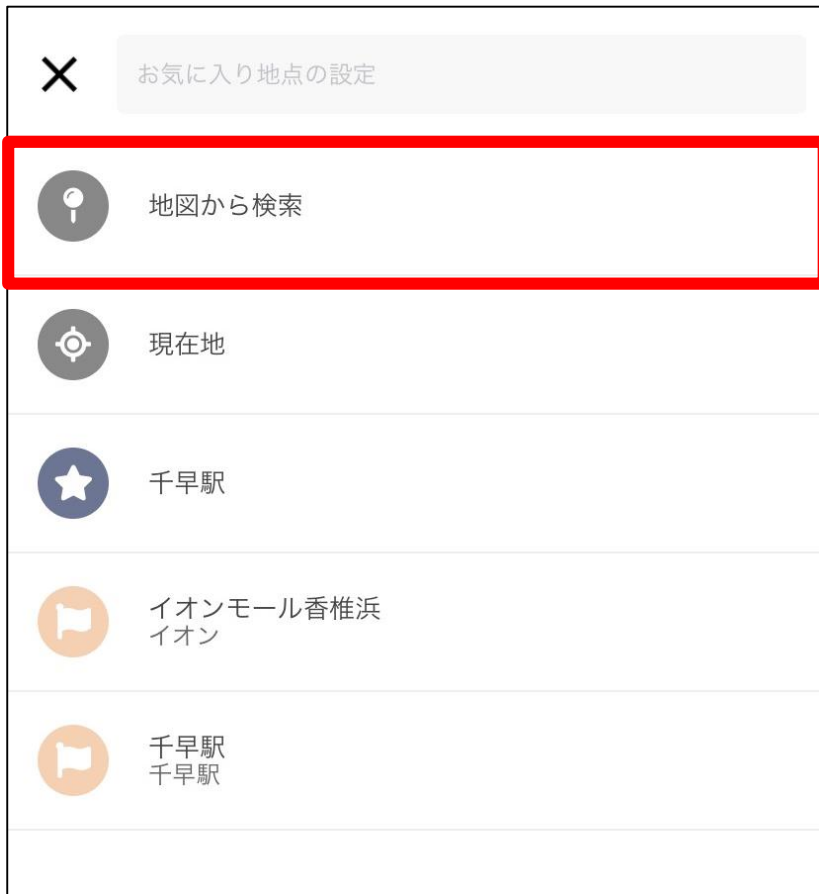 お気に入り地点の設定
地図から検索
現在地
千早駅
イオンモール香椎浜
イオン
千早駅
千早駅